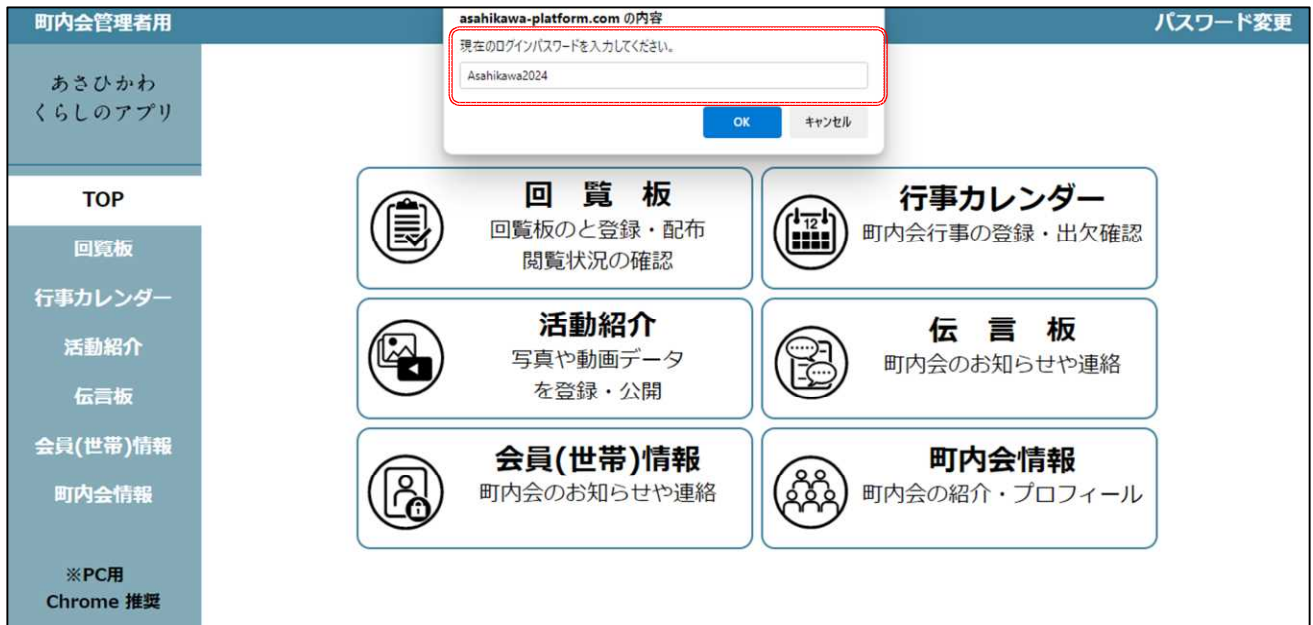 町内会管理者用
asahikawa-platform.com の内容
パスワード変更
現在のログインパスワードを入力してください。
Asahikawa2024
OK
キャンセル
あさひかわ
くらしのアプリ
TOP
回覧板
行事カレンダー
活動紹介
伝言板
会員(世帯)情報
町内会情報
※PC用
Chrome 推奨
回 覧 板
回覧板のと登録・配布
閲覧状況の確認
12
行事カレンダー
町内会行事の登録・出欠確認
活動紹介
写真や動画データ
を登録・公開
伝 言 板
町内会のお知らせや連絡
会員(世帯)情報
町内会のお知らせや連絡
町内会情報
町内会の紹介・プロフィール